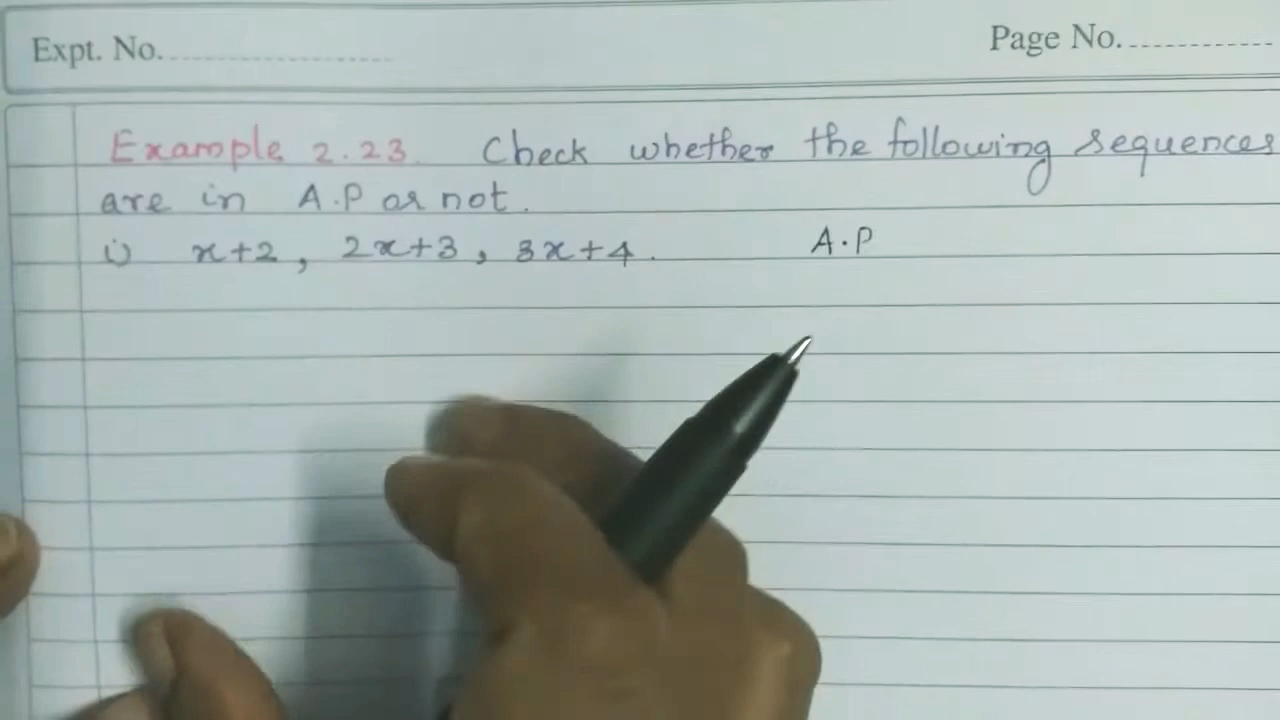 Expt. No. Page No.
Example 2.23. Check whether the following sequences
are in A.P or not.
i) x+2, 2x+3, 3x+4. A.P